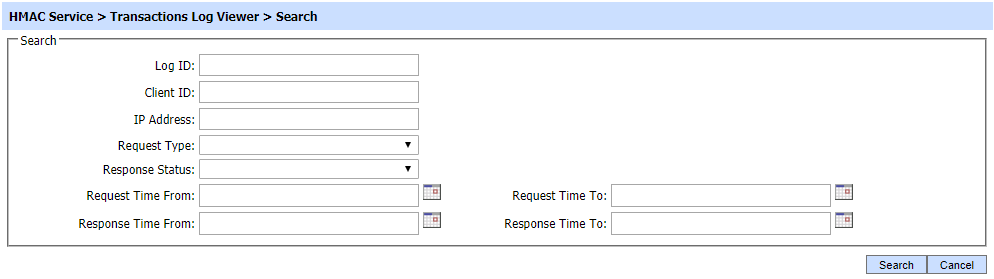 HMAC Service > Transactions Log Viewer > Search
Search
Log ID:
Client ID:
IP Address:
Request Type:
Response Status:
Request Time From: Request Time To:
Response Time From: Response Time To:
Search Cancel